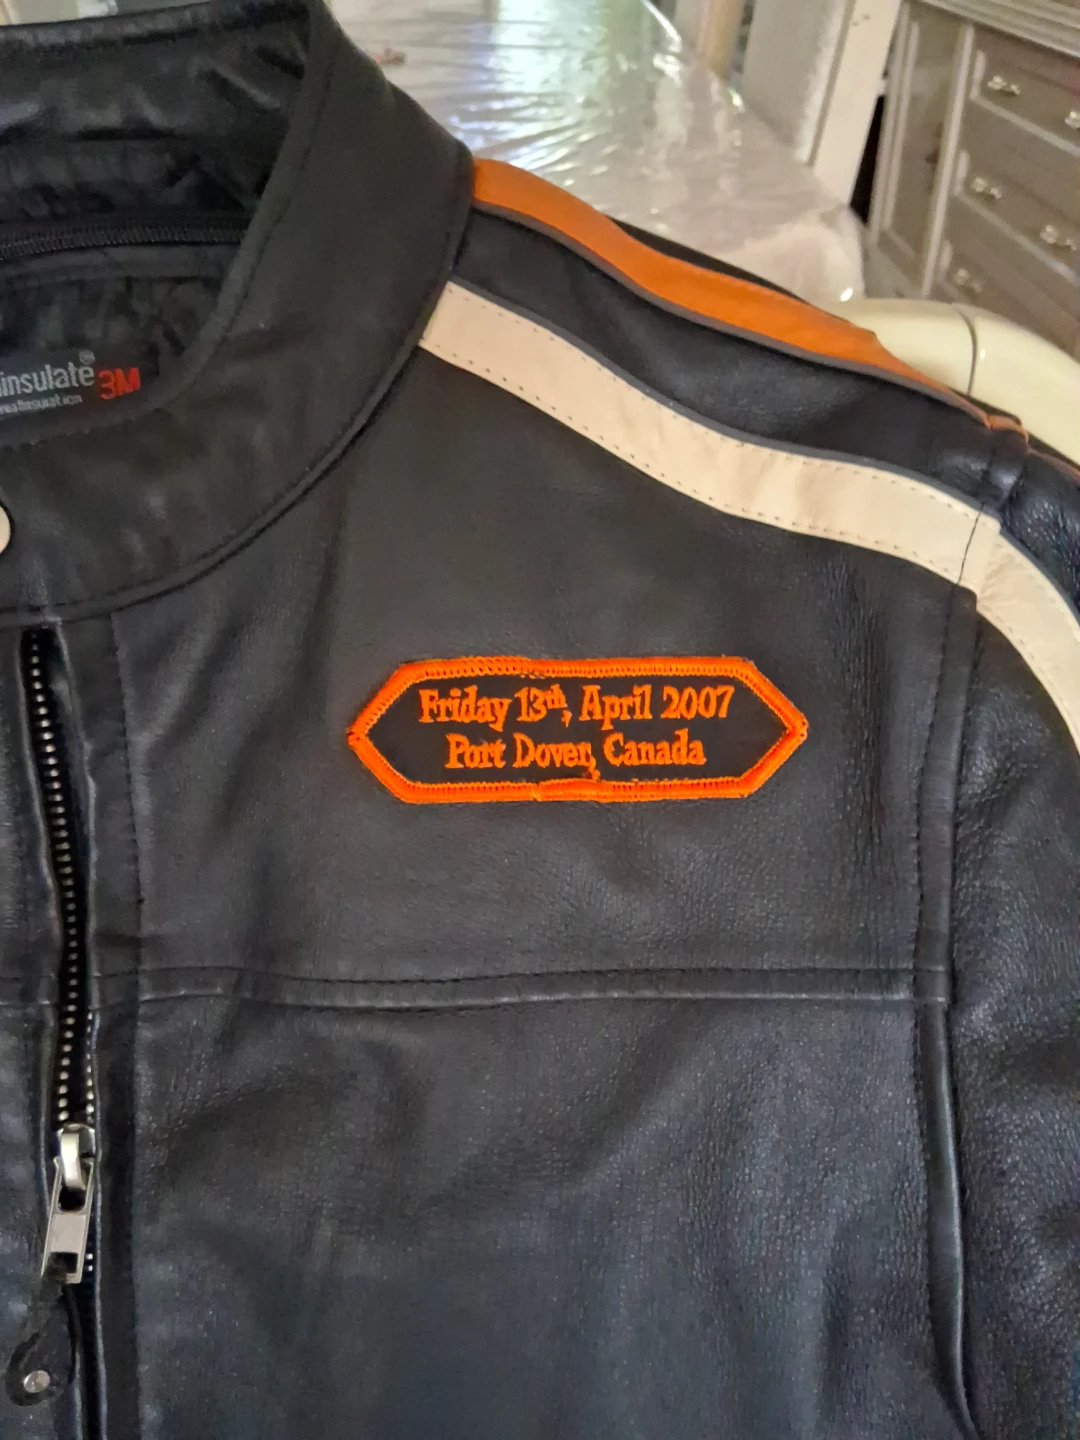 insulate® 3M
Friday 13th, April 2007
Port Dover, Canada